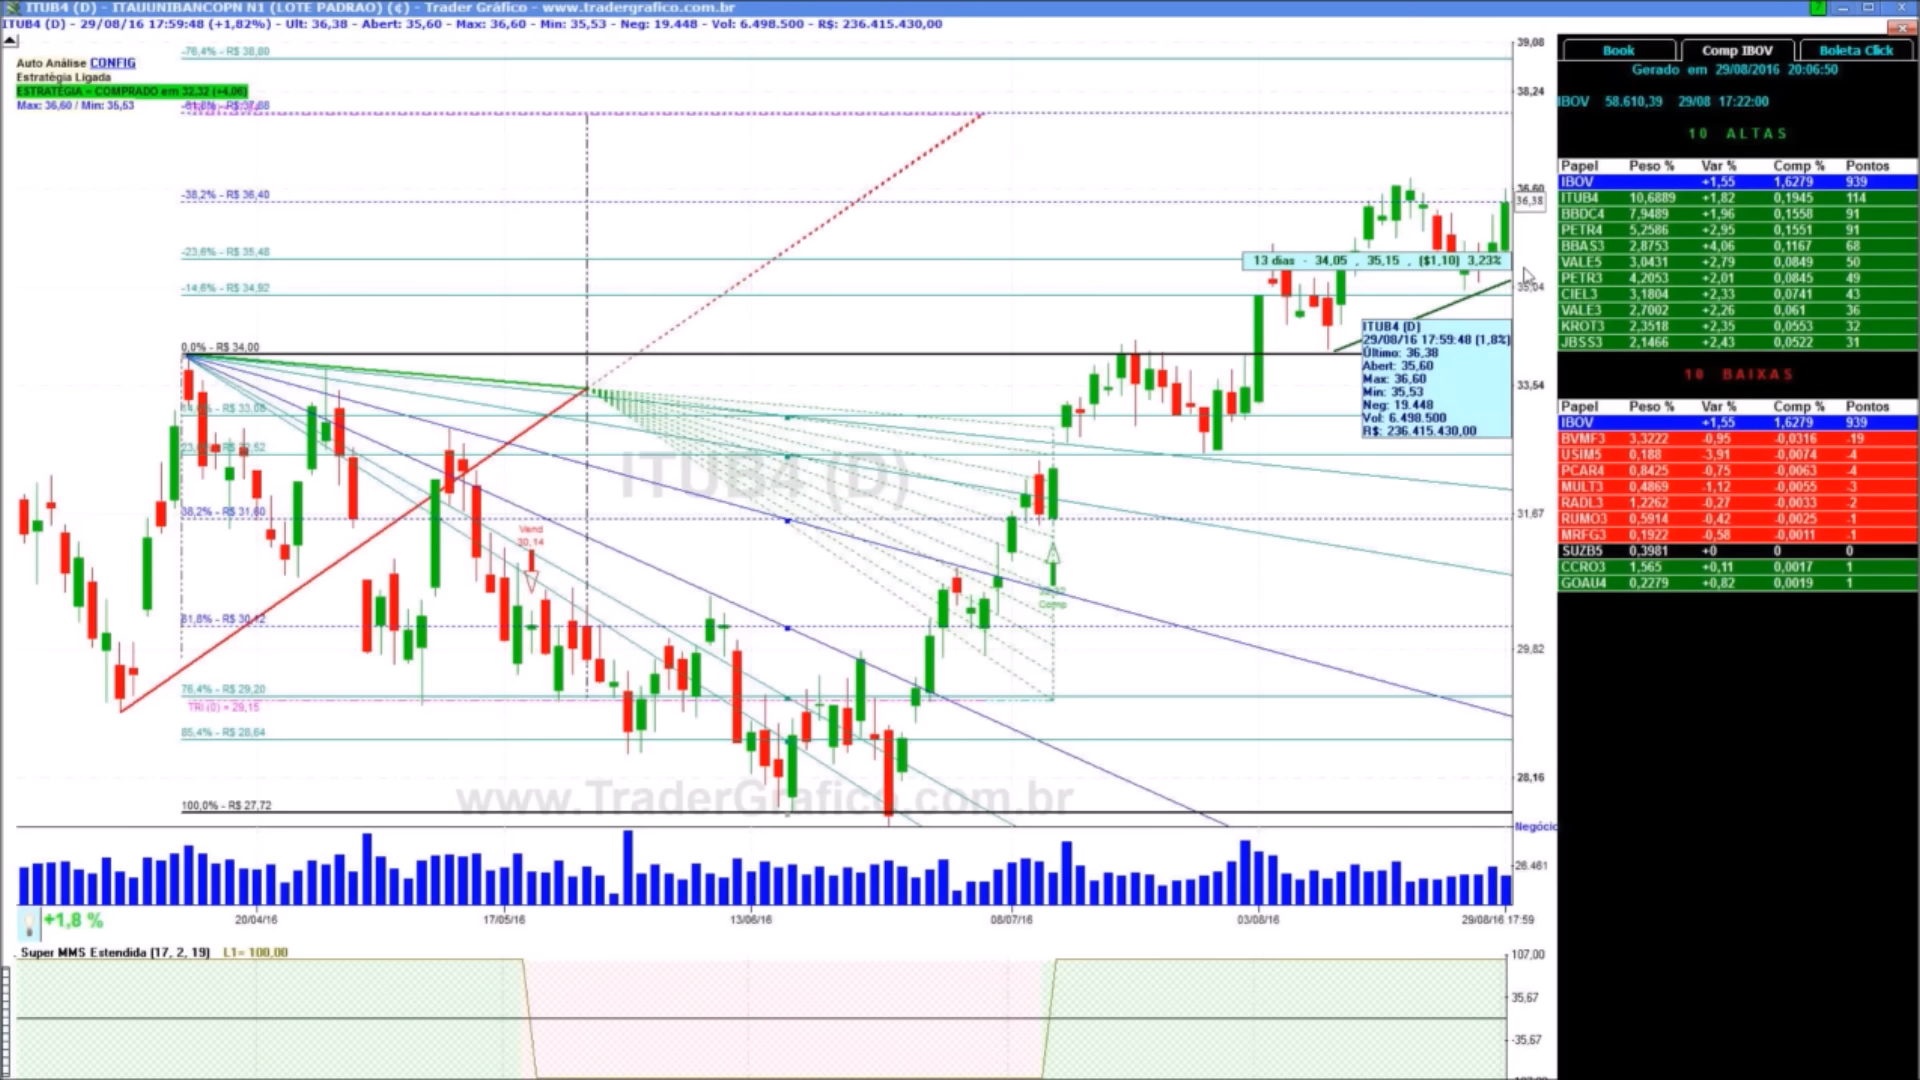 ITUB4 (D) - ITAUUNIBANCOPN N1 (LOTE PADRAO) (¢) - Trader Gráfico - www.tradergrafico.com.br
ITUB4 (D) - 29/08/16 17:59:48 (+1,82%) - Ult: 36,38 - Abert: 35,60 - Max: 36,60 - Min: 35,53 - Neg: 19.448 - Vol: 6.498.500 - R$: 236.415.430,00
Auto Análise CONFIG
Estratégia Ligada
ESTRATÉGIA = COMPRADO em 32,32 (+4,06)
Max: 36,60 / Min: 35,53
-76,4% - R$ 38,80
-38,2% - R$ 36,40
-23,6% - R$ 35,48
-14,6% - R$ 34,92
0,0% - R$ 34,00
38,2% - R$ 31,60
61,8% - R$ 30,12
76,4% - R$ 29,20
TRI (0) = 29,15
85,4% - R$ 28,64
100,0% - R$ 27,72
Vend
30,14
Comp
ITUB4 (D)
www.TraderGrafico.com.br
13 dias - 34,05 , 35,15 , ($1,10) 3,23%
ITUB4 (D)
29/08/16 17:59:48 (1,8%)
Último: 36,38
Abert: 35,60
Max: 36,60
Min: 35,53
Neg: 19.448
Vol: 6.498.500
R$: 236.415.430,00
39,08
38,24
36,60
36,38
35,04
33,54
31,67
29,82
28,16
Negócio
26.461
20/04/16
17/05/16
13/06/16
08/07/16
03/08/16
29/08/16 17:59
+1,8 %
Super MMS Estendida (17, 2, 19) L1= 100,00
107,00
35,67
-35,67
Book Comp IBOV Boleta Click
Gerado em 29/08/2016 20:06:50
IBOV 58.610,39 29/08 17:22:00
10 ALTAS
Papel Peso % Var % Comp % Pontos
IBOV +1,55 1,6279 939
ITUB4 10,6889 +1,82 0,1945 114
BBDC4 7,9489 +1,96 0,1558 91
PETR4 5,2586 +2,95 0,1551 91
BBAS3 2,8753 +4,06 0,1167 68
VALE5 3,0431 +2,79 0,0849 50
PETR3 4,2053 +2,01 0,0845 49
CIEL3 3,1804 +2,33 0,0741 43
VALE3 2,7002 +2,26 0,061 36
KROT3 2,3518 +2,35 0,0553 32
JBSS3 2,1466 +2,43 0,0522 31
10 BAIXAS
Papel Peso % Var % Comp % Pontos
IBOV +1,55 1,6279 939
BVMF3 3,3222 -0,95 -0,0316 -19
USIM5 0,188 -3,91 -0,0074 -4
PCAR4 0,8425 -0,75 -0,0063 -4
MULT3 0,4869 -1,12 -0,0055 -3
RADL3 1,2262 -0,27 -0,0033 -2
RUMO3 0,5914 -0,42 -0,0025 -1
MRFG3 0,1922 -0,58 -0,0011 -1
SUZB5 0,3981 +0 0 0
CCRO3 1,565 +0,11 0,0017 1
GOAU4 0,2279 +0,82 0,0019 1